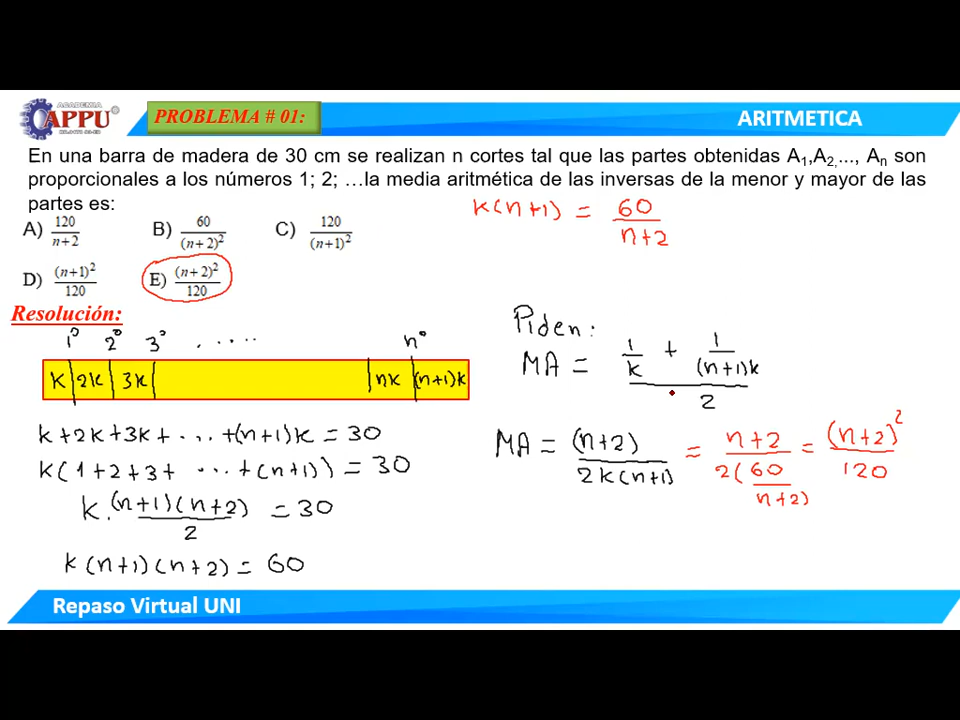 ACADEMIA
APPU
PROBLEMA # 01:
ARITMETICA
En una barra de madera de 30 cm se realizan n cortes tal que las partes obtenidas A₁,A₂,..., Aₙ son
proporcionales a los números 1; 2; …la media aritmética de las inversas de la menor y mayor de las
partes es:
A) 120/(n+2) B) 60/(n+2)² C) 120/(n+1)²
D) (n+1)²/120 E) (n+2)²/120
k(n+1) = 60/(n+2)
Resolución:
1° 2° 3° ..... n°
k 2k 3k nk (n+1)k
k+2k+3k+ ... +(n+1)k = 30
k(1+2+3+ ... +(n+1)) = 30
k. (n+1)(n+2)/2 = 30
k(n+1)(n+2) = 60
Piden:
MA = (1/k + 1/((n+1)k))/2
MA = (n+2)/(2k(n+1)) = (n+2)/(2(60/(n+2))) = (n+2)²/120
Repaso Virtual UNI